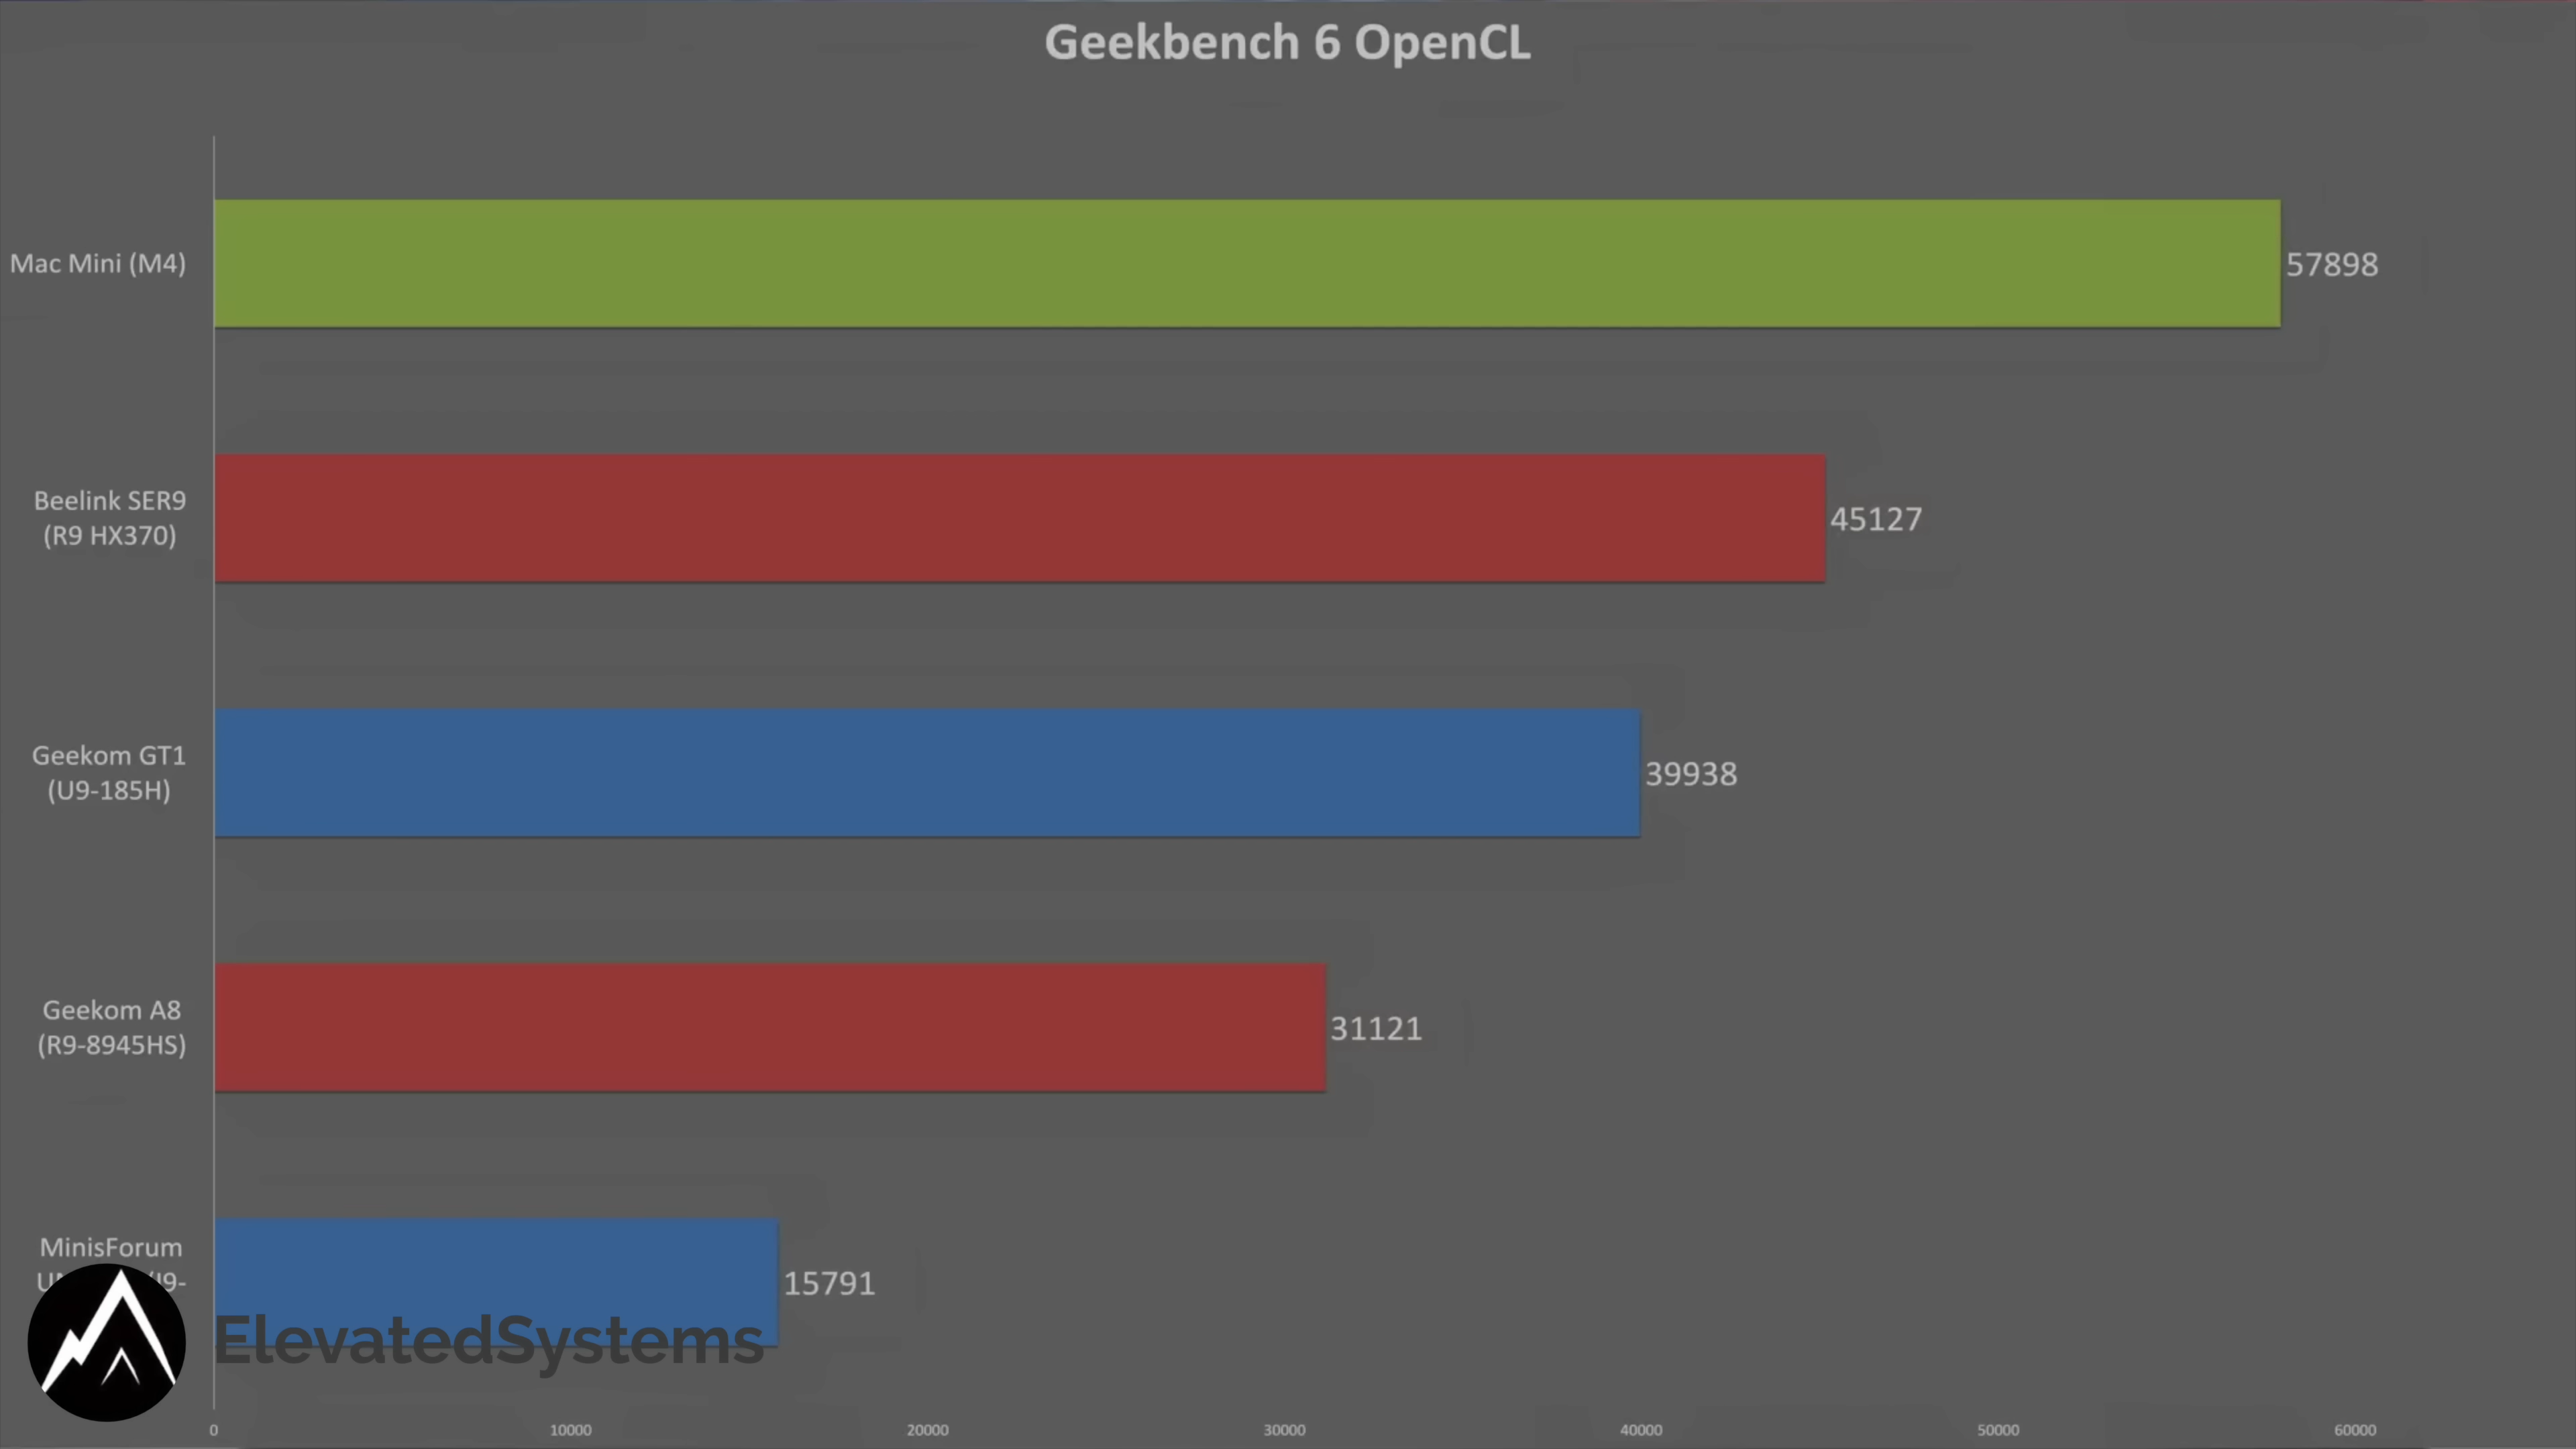 Geekbench 6 OpenCL
Mac Mini (M4)
57898
Beelink SER9
(R9 HX370)
45127
Geekom GT1
(U9-185H)
39938
Geekom A8
(R9-8945HS)
31121
MinisForum
15791
ElevatedSystems
0 10000 20000 30000 40000 50000 60000